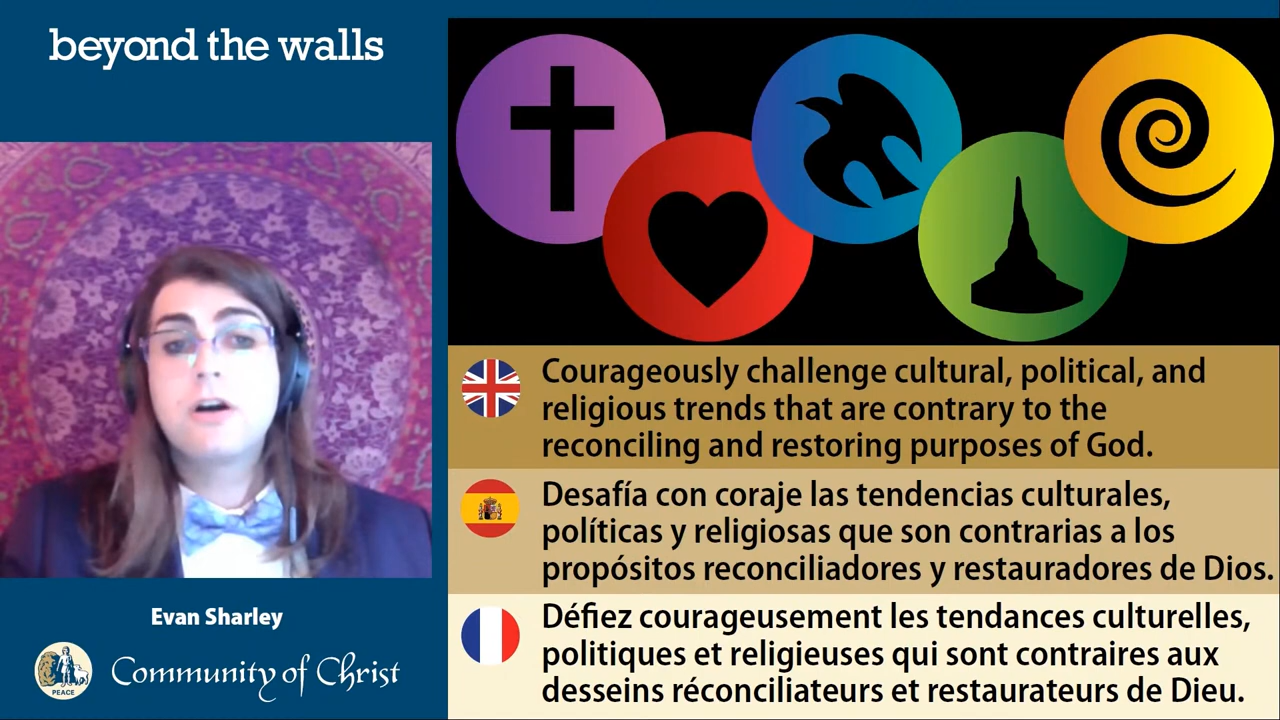 beyond the walls
Courageously challenge cultural, political, and
religious trends that are contrary to the
reconciling and restoring purposes of God.
Desafía con coraje las tendencias culturales,
políticas y religiosas que son contrarias a los
propósitos reconciliadores y restauradores de Dios.
Défiez courageusement les tendances culturelles,
politiques et religieuses qui sont contraires aux
desseins réconciliateurs et restaurateurs de Dieu.
Evan Sharley
PEACE
Community of Christ